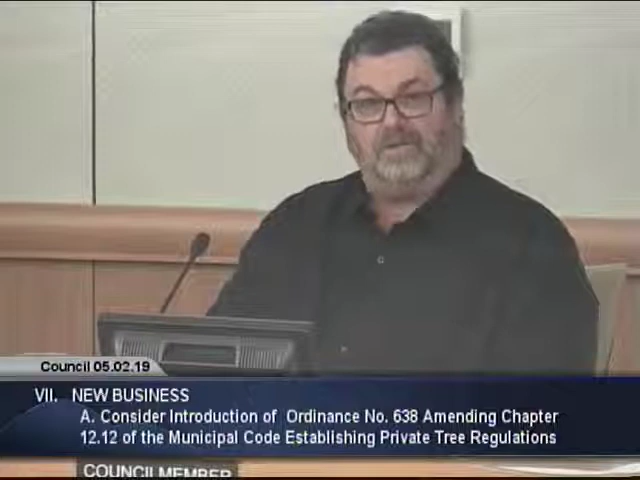 Council 05.02.19
VII. NEW BUSINESS
A. Consider Introduction of Ordinance No. 638 Amending Chapter
12.12 of the Municipal Code Establishing Private Tree Regulations
COUNCILMEMBER